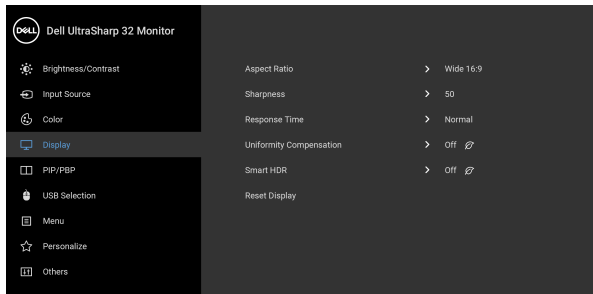 DELL Dell UltraSharp 32 Monitor
Brightness/Contrast
Input Source
Color
Display
PIP/PBP
USB Selection
Menu
Personalize
Others
Aspect Ratio > Wide 16:9
Sharpness > 50
Response Time > Normal
Uniformity Compensation > Off
Smart HDR > Off
Reset Display